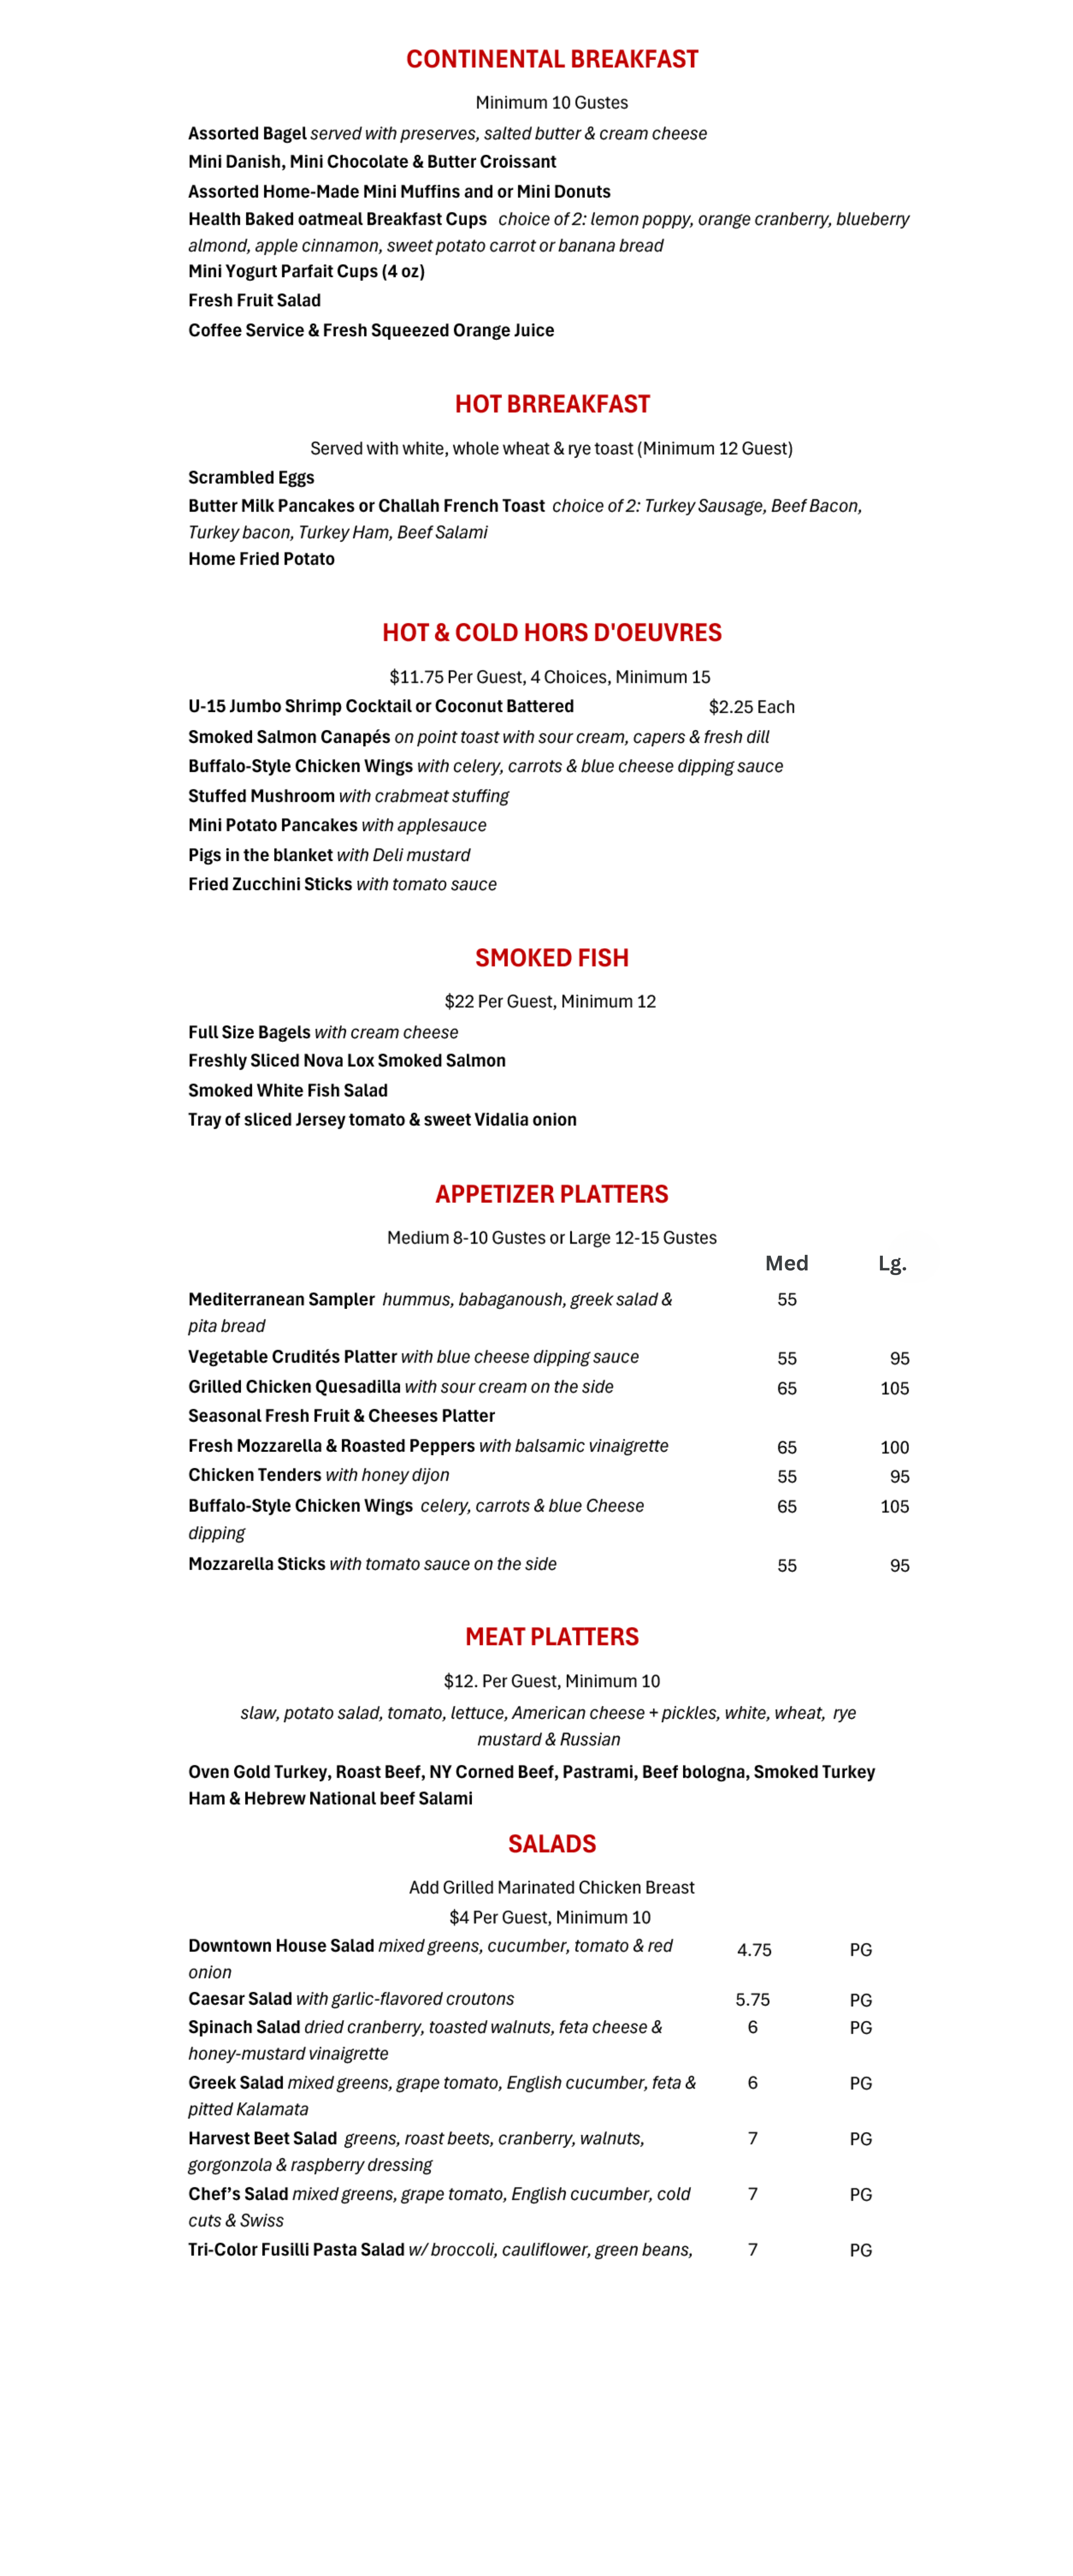 CONTINENTAL BREAKFAST
Minimum 10 Gustes
Assorted Bagel served with preserves, salted butter & cream cheese
Mini Danish, Mini Chocolate & Butter Croissant
Assorted Home-Made Mini Muffins and or Mini Donuts
Health Baked oatmeal Breakfast Cups choice of 2: lemon poppy, orange cranberry, blueberry
almond, apple cinnamon, sweet potato carrot or banana bread
Mini Yogurt Parfait Cups (4 oz)
Fresh Fruit Salad
Coffee Service & Fresh Squeezed Orange Juice
HOT BRREAKFAST
Served with white, whole wheat & rye toast (Minimum 12 Guest)
Scrambled Eggs
Butter Milk Pancakes or Challah French Toast choice of 2: Turkey Sausage, Beef Bacon,
Turkey bacon, Turkey Ham, Beef Salami
Home Fried Potato
HOT & COLD HORS D'OEUVRES
$11.75 Per Guest, 4 Choices, Minimum 15
U-15 Jumbo Shrimp Cocktail or Coconut Battered $2.25 Each
Smoked Salmon Canapés on point toast with sour cream, capers & fresh dill
Buffalo-Style Chicken Wings with celery, carrots & blue cheese dipping sauce
Stuffed Mushroom with crabmeat stuffing
Mini Potato Pancakes with applesauce
Pigs in the blanket with Deli mustard
Fried Zucchini Sticks with tomato sauce
SMOKED FISH
$22 Per Guest, Minimum 12
Full Size Bagels with cream cheese
Freshly Sliced Nova Lox Smoked Salmon
Smoked White Fish Salad
Tray of sliced Jersey tomato & sweet Vidalia onion
APPETIZER PLATTERS
Medium 8-10 Gustes or Large 12-15 Gustes
Med Lg.
Mediterranean Sampler hummus, babaganoush, greek salad & 55
pita bread
Vegetable Crudités Platter with blue cheese dipping sauce 55 95
Grilled Chicken Quesadilla with sour cream on the side 65 105
Seasonal Fresh Fruit & Cheeses Platter
Fresh Mozzarella & Roasted Peppers with balsamic vinaigrette 65 100
Chicken Tenders with honey dijon 55 95
Buffalo-Style Chicken Wings celery, carrots & blue Cheese 65 105
dipping
Mozzarella Sticks with tomato sauce on the side 55 95
MEAT PLATTERS
$12. Per Guest, Minimum 10
slaw, potato salad, tomato, lettuce, American cheese + pickles, white, wheat, rye
mustard & Russian
Oven Gold Turkey, Roast Beef, NY Corned Beef, Pastrami, Beef bologna, Smoked Turkey
Ham & Hebrew National beef Salami
SALADS
Add Grilled Marinated Chicken Breast
$4 Per Guest, Minimum 10
Downtown House Salad mixed greens, cucumber, tomato & red 4.75 PG
onion
Caesar Salad with garlic-flavored croutons 5.75 PG
Spinach Salad dried cranberry, toasted walnuts, feta cheese & 6 PG
honey-mustard vinaigrette
Greek Salad mixed greens, grape tomato, English cucumber, feta & 6 PG
pitted Kalamata
Harvest Beet Salad greens, roast beets, cranberry, walnuts, 7 PG
gorgonzola & raspberry dressing
Chef’s Salad mixed greens, grape tomato, English cucumber, cold 7 PG
cuts & Swiss
Tri-Color Fusilli Pasta Salad w/ broccoli, cauliflower, green beans, 7 PG